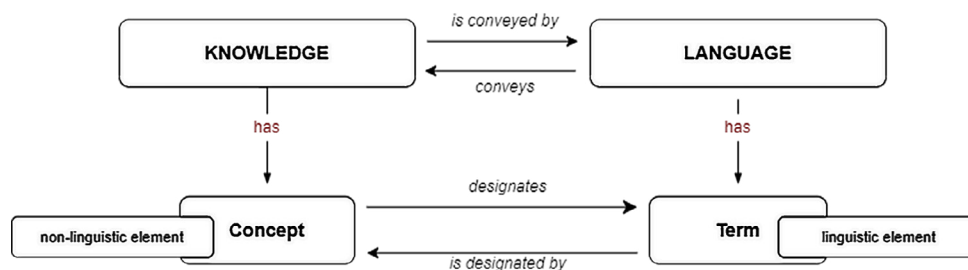 is conveyed by
KNOWLEDGE
LANGUAGE
conveys
has
has
designates
non-linguistic element
Concept
Term
linguistic element
is designated by